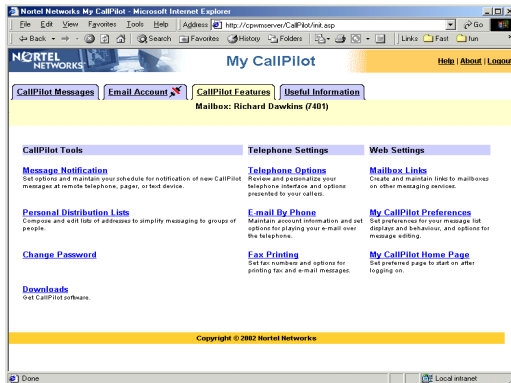 Nortel Networks My CallPilot - Microsoft Internet Explorer
File Edit View Favorites Tools Help Address http://cpwmserver/CallPilot/init.asp Go
Back Search Favorites History Folders Links Fast fun
NORTEL NETWORKS
My CallPilot
Help | About | Logout
CallPilot Messages Email Account CallPilot Features Useful Information
Mailbox: Richard Dawkins (7401)
CallPilot Tools
Message Notification
Set options and maintain your schedule for notification of new CallPilot
messages at remote telephone, pager, or text device.
Personal Distribution Lists
Compose and edit lists of addresses to simplify messaging to groups of
people.
Change Password
Downloads
Get CallPilot software.
Telephone Settings
Telephone Options
Review and personalize your
telephone interface and options
presented to your callers.
E-mail By Phone
Maintain account information and set
options for playing your e-mail over
the telephone.
Fax Printing
Set fax numbers and options for
printing fax and e-mail messages.
Web Settings
Mailbox Links
Create and maintain links to mailboxes
on other messaging services.
My CallPilot Preferences
Set preferences for your message list
displays and behaviour, and options for
message editing.
My CallPilot Home Page
Set preferred page to start on after
logging on.
Copyright © 2002 Nortel Networks
Done
Local intranet